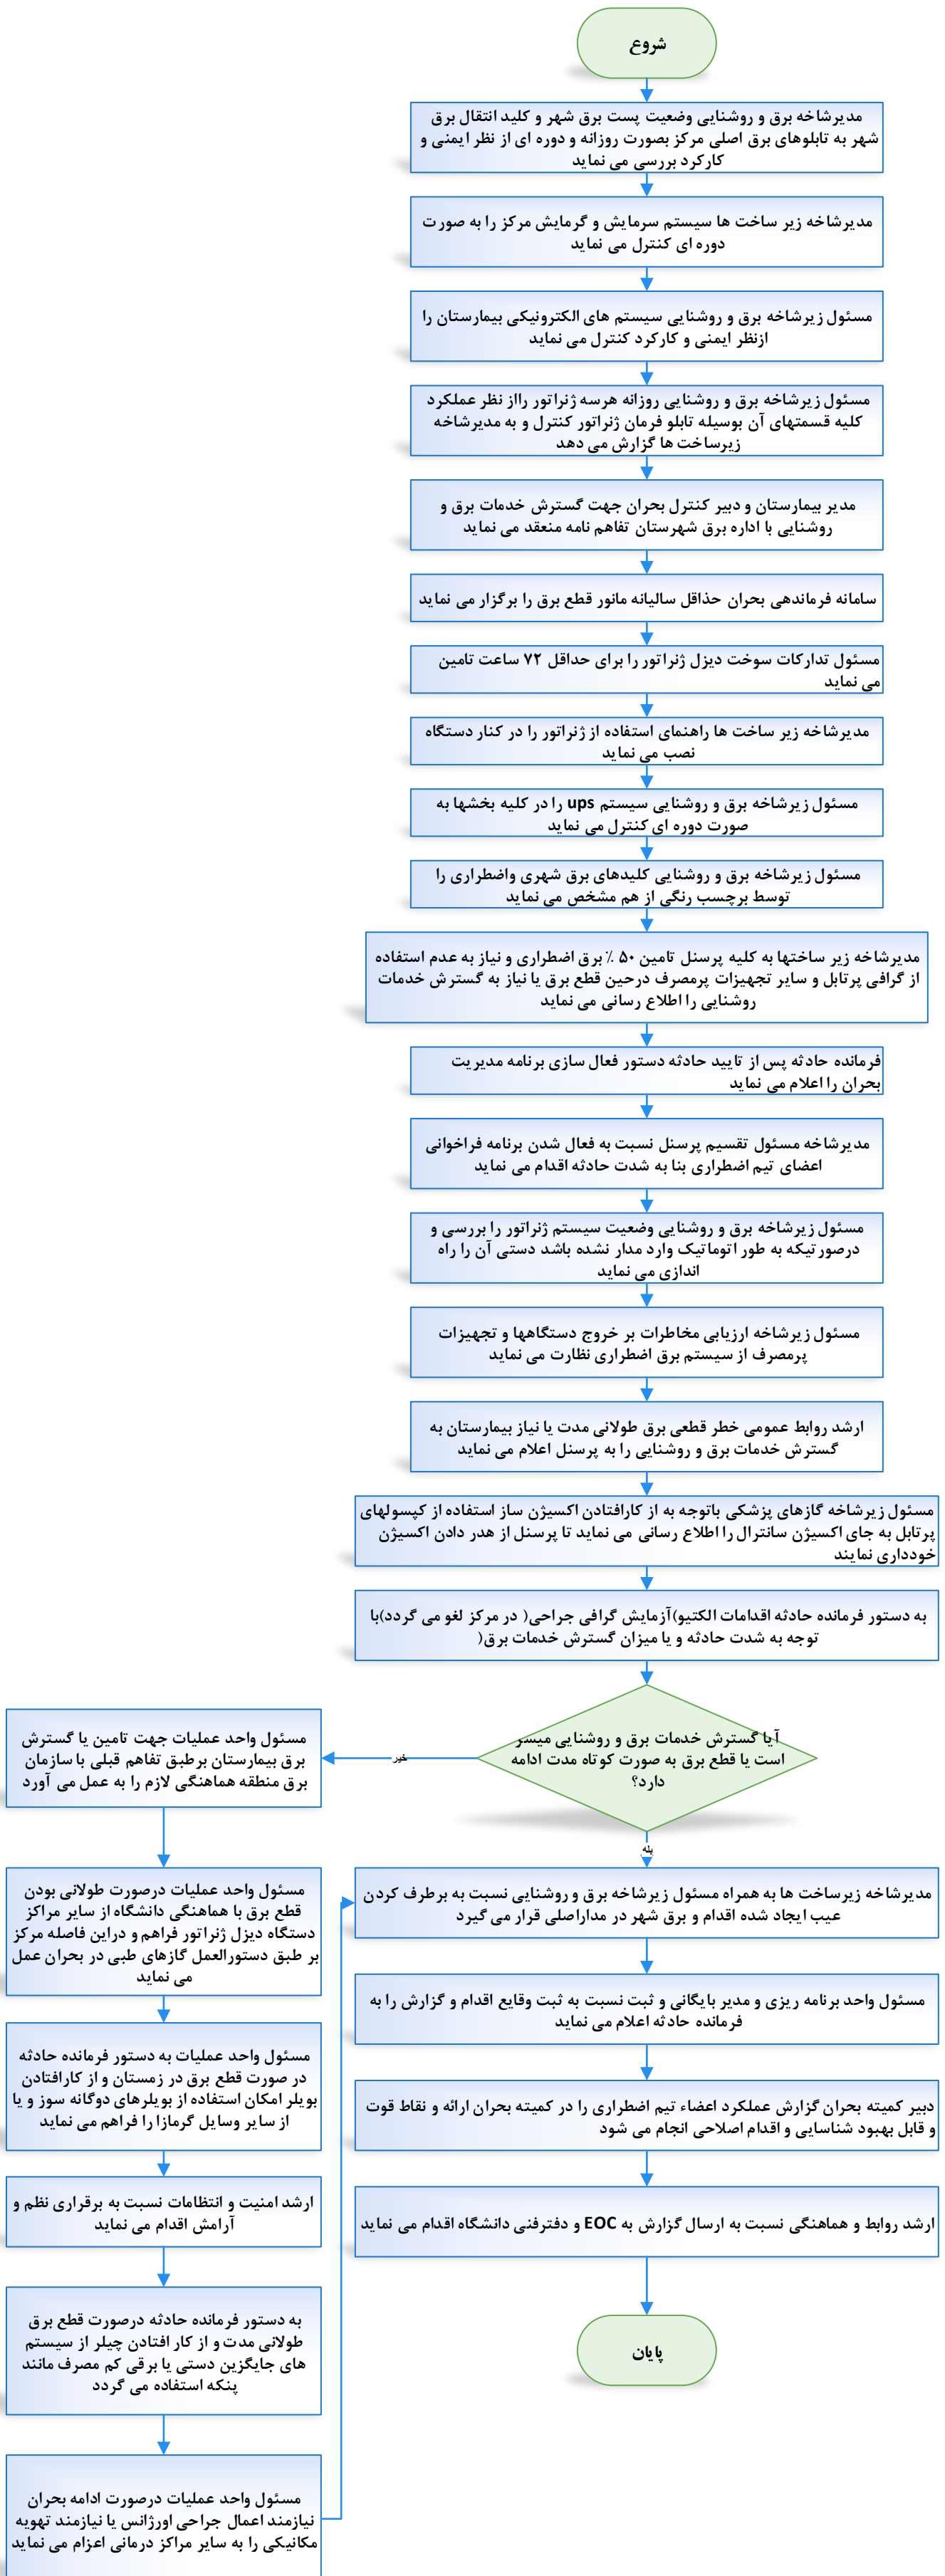 شروع
مدیرشاخه برق و روشنایی وضعیت پست برق شهر و کلید انتقال برق
شهر به تابلوهای برق اصلی مرکز بصورت روزانه و دوره ای از نظر ایمنی و
کارکرد بررسی می نماید
مدیرشاخه زیر ساخت ها سیستم سرمایش و گرمایش مرکز را به صورت
دوره ای کنترل می نماید
مسئول زیرشاخه برق و روشنایی سیستم های الکترونیکی بیمارستان را
ازنظر ایمنی و کارکرد کنترل می نماید
مسئول زیرشاخه برق و روشنایی روزانه هرسه ژنراتور رااز نظر عملکرد
کلیه قسمتهای آن بوسیله تابلو فرمان ژنراتور کنترل و به مدیرشاخه
زیرساخت ها گزارش می دهد
مدیر بیمارستان و دبیر کنترل بحران جهت گسترش خدمات برق و
روشنایی با اداره برق شهرستان تفاهم نامه منعقد می نماید
سامانه فرماندهی بحران حذاقل سالیانه مانور قطع برق را برگزار می نماید
مسئول تدارکات سوخت دیزل ژنراتور را برای حداقل ۷۲ ساعت تامین
می نماید
مدیرشاخه زیر ساخت ها راهنمای استفاده از ژنراتور را در کنار دستگاه
نصب می نماید
مسئول زیرشاخه برق و روشنایی سیستم ups را در کلیه بخشها به
صورت دوره ای کنترل می نماید
مسئول زیرشاخه برق و روشنایی کلیدهای برق شهری واضطراری را
توسط برچسب رنگی از هم مشخص می نماید
مدیرشاخه زیر ساختها به کلیه پرسنل تامین ۵۰ ٪ برق اضطراری و نیاز به عدم استفاده
از گرافی پرتابل و سایر تجهیزات پرمصرف درحین قطع برق یا نیاز به گسترش خدمات
روشنایی را اطلاع رسانی می نماید
فرمانده حادثه پس از تایید حادثه دستور فعال سازی برنامه مدیریت
بحران را اعلام می نماید
مدیرشاخه مسئول تقسیم پرسنل نسبت به فعال شدن برنامه فراخوانی
اعضای تیم اضطراری بنا به شدت حادثه اقدام می نماید
مسئول زیرشاخه برق و روشنایی وضعیت سیستم ژنراتور را بررسی و
درصورتیکه به طور اتوماتیک وارد مدار نشده باشد دستی آن را راه
اندازی می نماید
مسئول زیرشاخه ارزیابی مخاطرات بر خروج دستگاهها و تجهیزات
پرمصرف از سیستم برق اضطراری نظارت می نماید
ارشد روابط عمومی خطر قطعی برق طولانی مدت یا نیاز بیمارستان به
گسترش خدمات برق و روشنایی را به پرسنل اعلام می نماید
مسئول زیرشاخه گازهای پزشکی باتوجه به از کارافتادن اکسیژن ساز استفاده از کپسولهای
پرتابل به جای اکسیژن سانترال را اطلاع رسانی می نماید تا پرسنل از هدر دادن اکسیژن
خودداری نمایند
به دستور فرمانده حادثه اقدامات الکتیو)آزمایش گرافی جراحی( در مرکز لغو می گردد)با
توجه به شدت حادثه و یا میزان گسترش خدمات برق(
آیا گسترش خدمات برق و روشنایی میسر
است یا قطع برق به صورت کوتاه مدت ادامه
دارد؟
خیر
بله
مسئول واحد عملیات جهت تامین یا گسترش
برق بیمارستان برطبق تفاهم قبلی با سازمان
برق منطقه هماهنگی لازم را به عمل می آورد
مسئول واحد عملیات درصورت طولانی بودن
قطع برق با هماهنگی دانشگاه از سایر مراکز
دستگاه دیزل ژنراتور فراهم و دراین فاصله مرکز
بر طبق دستورالعمل گازهای طبی در بحران عمل
می نماید
مسئول واحد عملیات به دستور فرمانده حادثه
در صورت قطع برق در زمستان و از کارافتادن
بویلر امکان استفاده از بویلرهای دوگانه سوز و یا
از سایر وسایل گرمازا را فراهم می نماید
ارشد امنیت و انتظامات نسبت به برقراری نظم و
آرامش اقدام می نماید
به دستور فرمانده حادثه درصورت قطع برق
طولانی مدت و از کار افتادن چیلر از سیستم
های جایگزین دستی یا برقی کم مصرف مانند
پنکه استفاده می گردد
مسئول واحد عملیات درصورت ادامه بحران
نیازمند اعمال جراحی اورژانس یا نیازمند تهویه
مکانیکی را به سایر مراکز درمانی اعزام می نماید
مدیرشاخه زیرساخت ها به همراه مسئول زیرشاخه برق و روشنایی نسبت به برطرف کردن
عیب ایجاد شده اقدام و برق شهر در مداراصلی قرار می گیرد
مسئول واحد برنامه ریزی و مدیر بایگانی و ثبت نسبت به ثبت وقایع اقدام و گزارش را به
فرمانده حادثه اعلام می نماید
دبیر کمیته بحران گزارش عملکرد اعضاء تیم اضطراری را در کمیته بحران ارائه و نقاط قوت
و قابل بهبود شناسایی و اقدام اصلاحی انجام می شود
ارشد روابط و هماهنگی نسبت به ارسال گزارش به EOC و دفترفنی دانشگاه اقدام می نماید
پایان